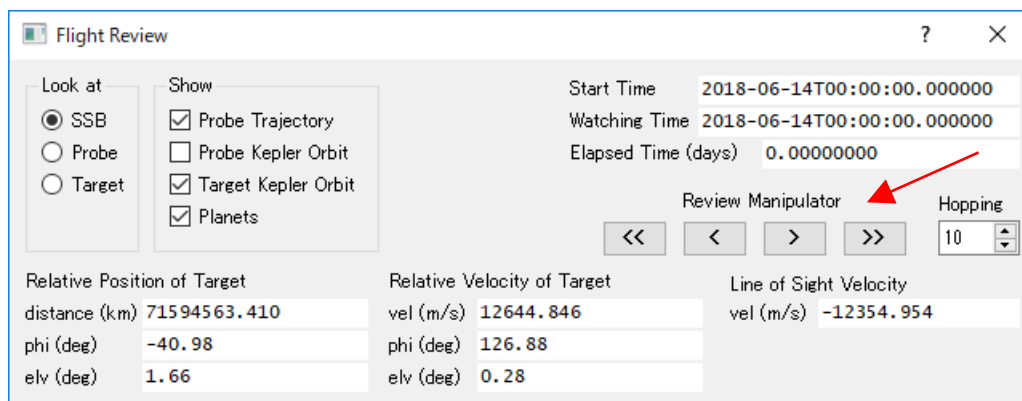 Flight Review ? ×
Look at
SSB
Probe
Target
Show
Probe Trajectory
Probe Kepler Orbit
Target Kepler Orbit
Planets
Start Time 2018-06-14T00:00:00.000000
Watching Time 2018-06-14T00:00:00.000000
Elapsed Time (days) 0.00000000
Review Manipulator
<< < > >>
Hopping
10
Relative Position of Target
distance (km) 71594563.410
phi (deg) -40.98
elv (deg) 1.66
Relative Velocity of Target
vel (m/s) 12644.846
phi (deg) 126.88
elv (deg) 0.28
Line of Sight Velocity
vel (m/s) -12354.954